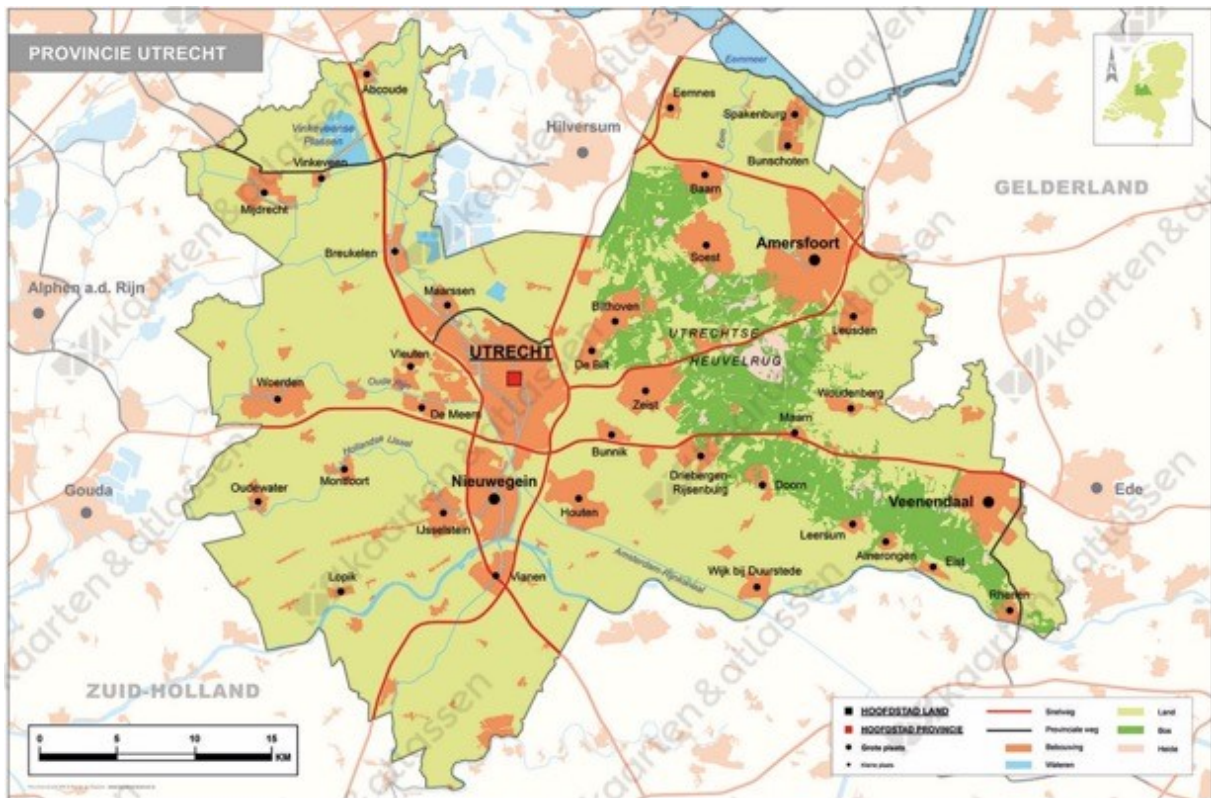 PROVINCIE UTRECHT
Abcoude
Eemmeer
Eemnes
Spakenburg
Vinkeveense
Plassen
Hilversum
Eem
Bunschoten
Vinkeveen
Baarn
GELDERLAND
Mijdrecht
Breukelen
Soest
Amersfoort
Alphen a.d. Rijn
Maarssen
Bilthoven
Leusden
UTRECHTSE
UTRECHT
De Bilt
HEUVELRUG
Vleuten
Woerden
Oude Rijn
Zeist
Woudenberg
De Meern
Maarn
Hollandse IJssel
Bunnik
Driebergen-
Rijsenburg
Montfoort
Nieuwegein
Doorn
Gouda
Oudewater
Veenendaal
Ede
IJsselstein
Houten
Leersum
Amerongen
Elst
Amsterdam-Rijnkanaal
Lopik
Vianen
Wijk bij Duurstede
Rhenen
ZUID-HOLLAND
0 5 10 15
KM
HOOFDSTAD LAND
HOOFDSTAD PROVINCIE
Grote plaats
Kleine plaats
Snelweg
Provinciale weg
Bebouwing
Wateren
Land
Bos
Heide
kaarten & atlassen